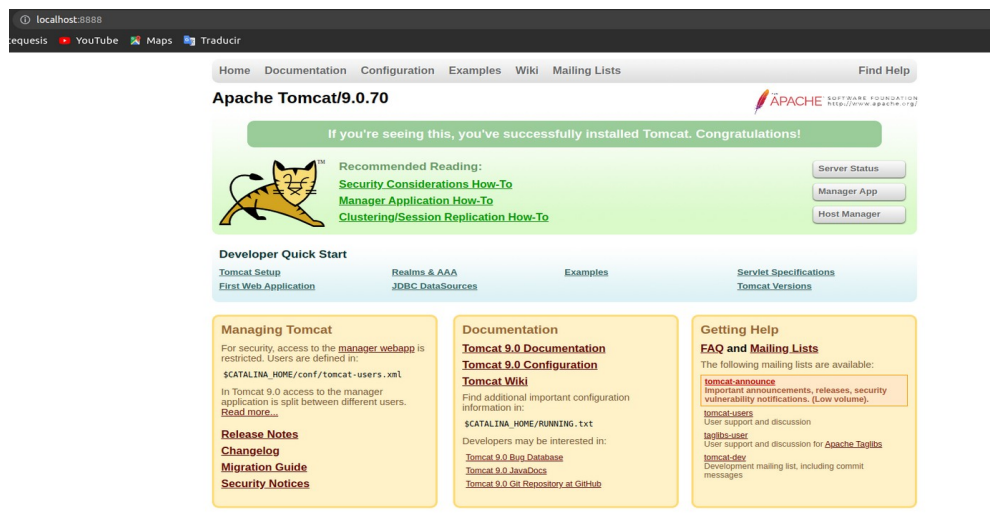 localhost:8888
tequesis YouTube Maps Traducir
Home Documentation Configuration Examples Wiki Mailing Lists Find Help
Apache Tomcat/9.0.70
THE
APACHE SOFTWARE FOUNDATION
http://www.apache.org/
If you're seeing this, you've successfully installed Tomcat. Congratulations!
TM
Recommended Reading:
Security Considerations How-To
Manager Application How-To
Clustering/Session Replication How-To
Server Status
Manager App
Host Manager
Developer Quick Start
Tomcat Setup
First Web Application
Realms & AAA
JDBC DataSources
Examples
Servlet Specifications
Tomcat Versions
Managing Tomcat
For security, access to the manager webapp is
restricted. Users are defined in:
$CATALINA_HOME/conf/tomcat-users.xml
In Tomcat 9.0 access to the manager
application is split between different users.
Read more...
Release Notes
Changelog
Migration Guide
Security Notices
Documentation
Tomcat 9.0 Documentation
Tomcat 9.0 Configuration
Tomcat Wiki
Find additional important configuration
information in:
$CATALINA_HOME/RUNNING.txt
Developers may be interested in:
Tomcat 9.0 Bug Database
Tomcat 9.0 JavaDocs
Tomcat 9.0 Git Repository at GitHub
Getting Help
FAQ and Mailing Lists
The following mailing lists are available:
tomcat-announce
Important announcements, releases, security
vulnerability notifications. (Low volume).
tomcat-users
User support and discussion
taglibs-user
User support and discussion for Apache Taglibs
tomcat-dev
Development mailing list, including commit
messages